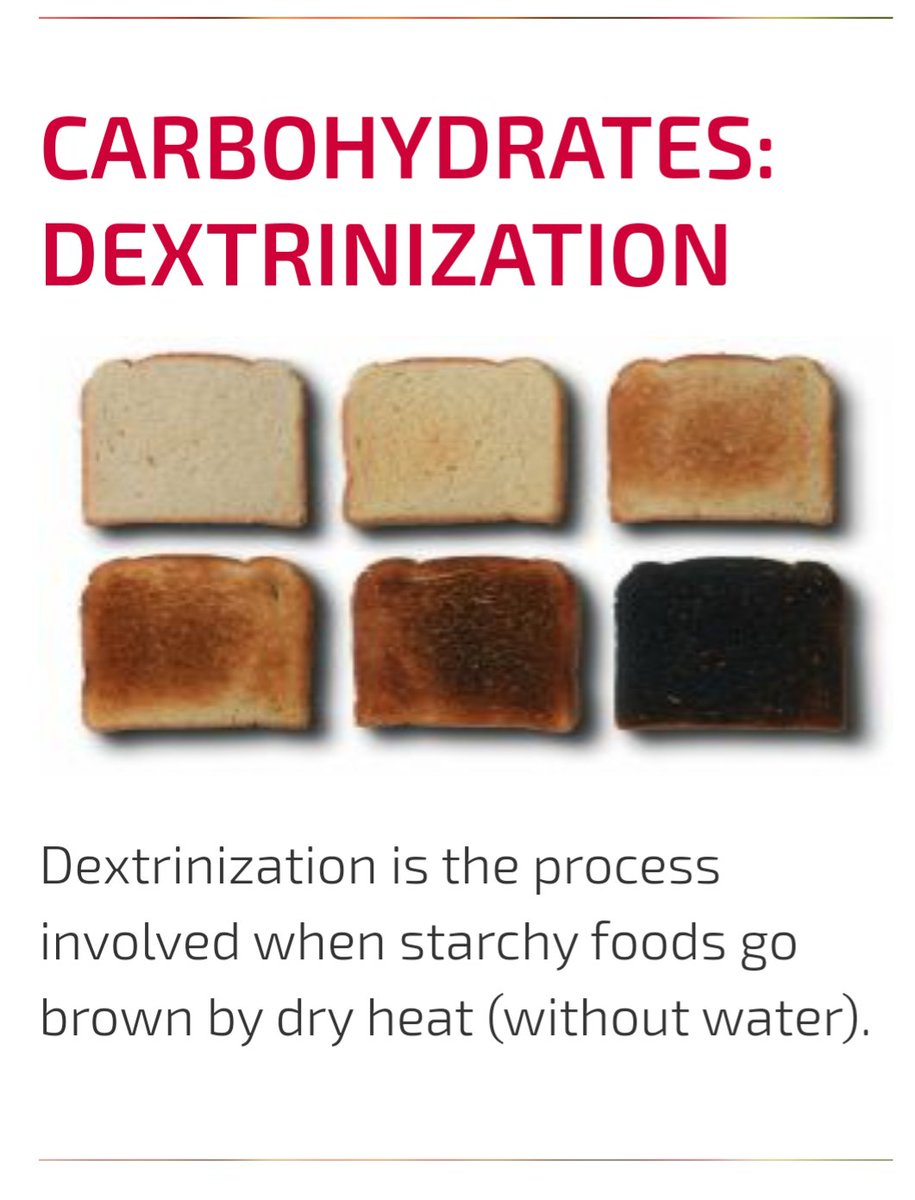 CARBOHYDRATES:
DEXTRINIZATION
Dextrinization is the process
involved when starchy foods go
brown by dry heat (without water).